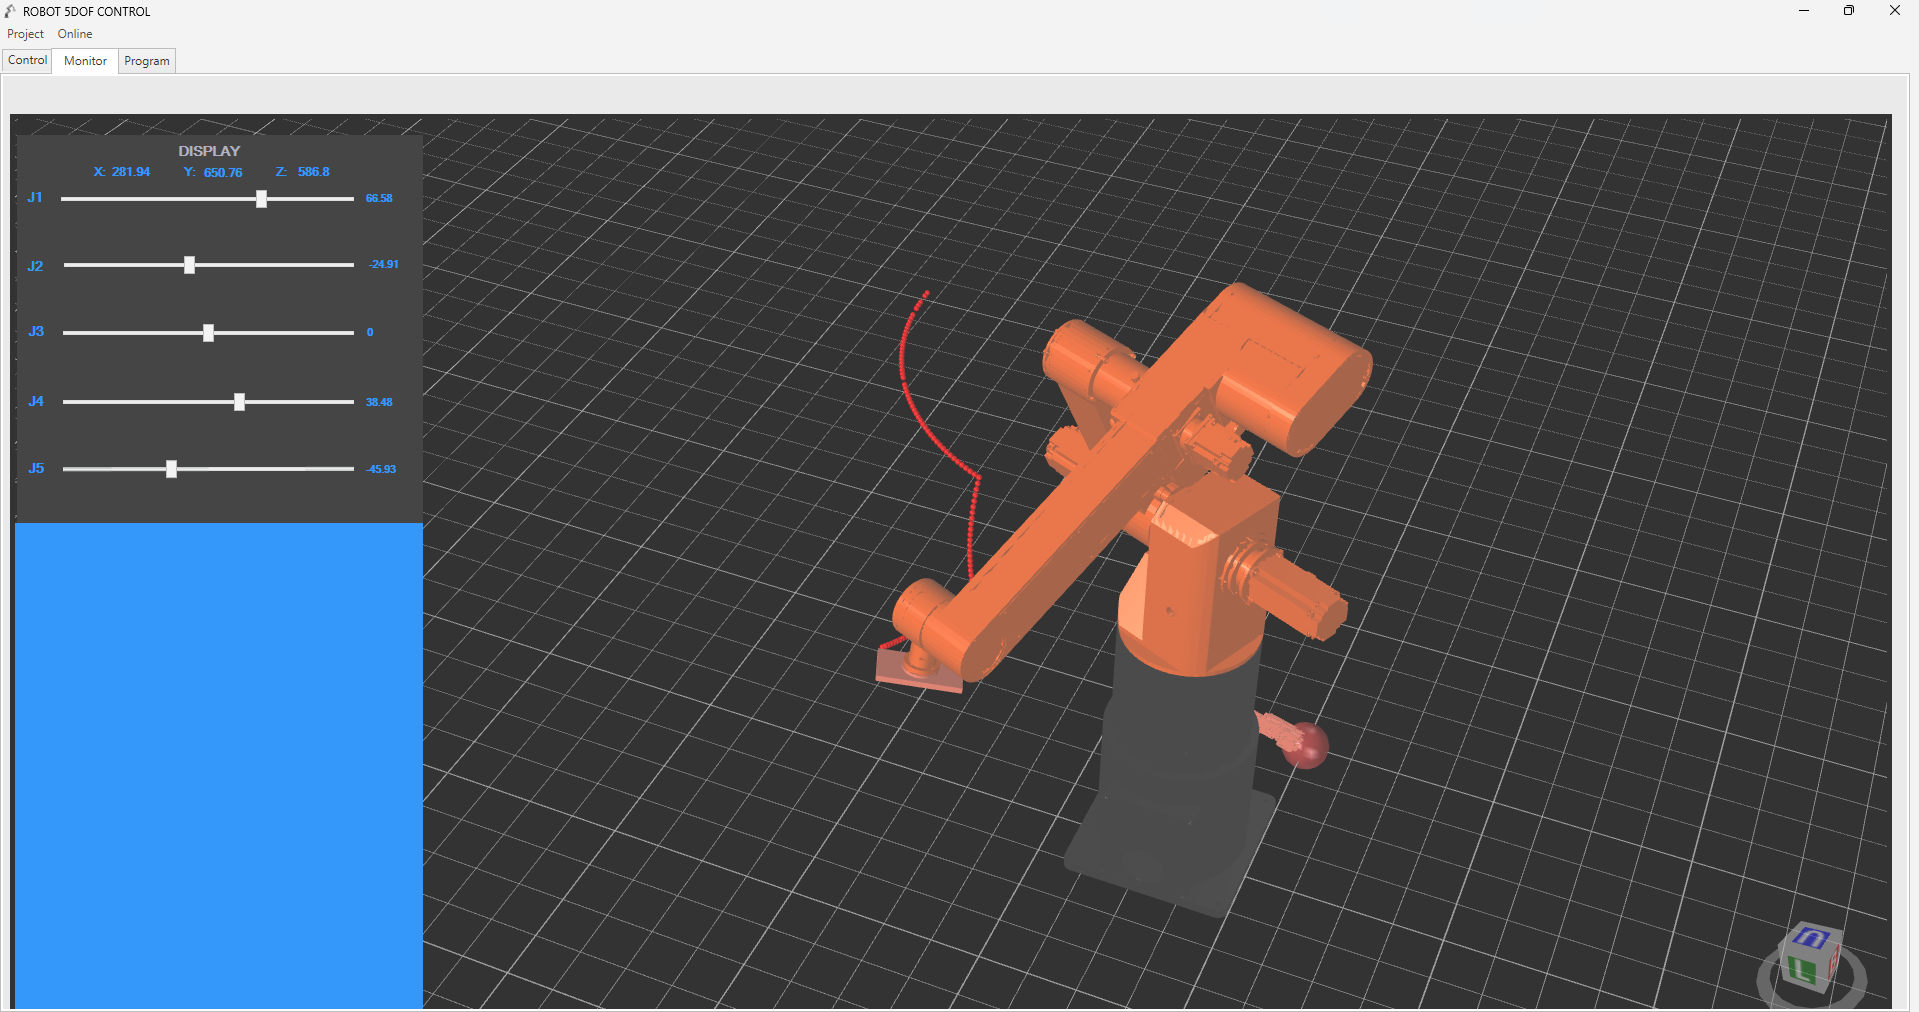 ROBOT 5DOF CONTROL
Project Online
Control Monitor Program
DISPLAY
X: 281.94 Y: 650.76 Z: 586.8
J1 66.58
J2 -24.91
J3 0
J4 38.48
J5 -45.93
U
L